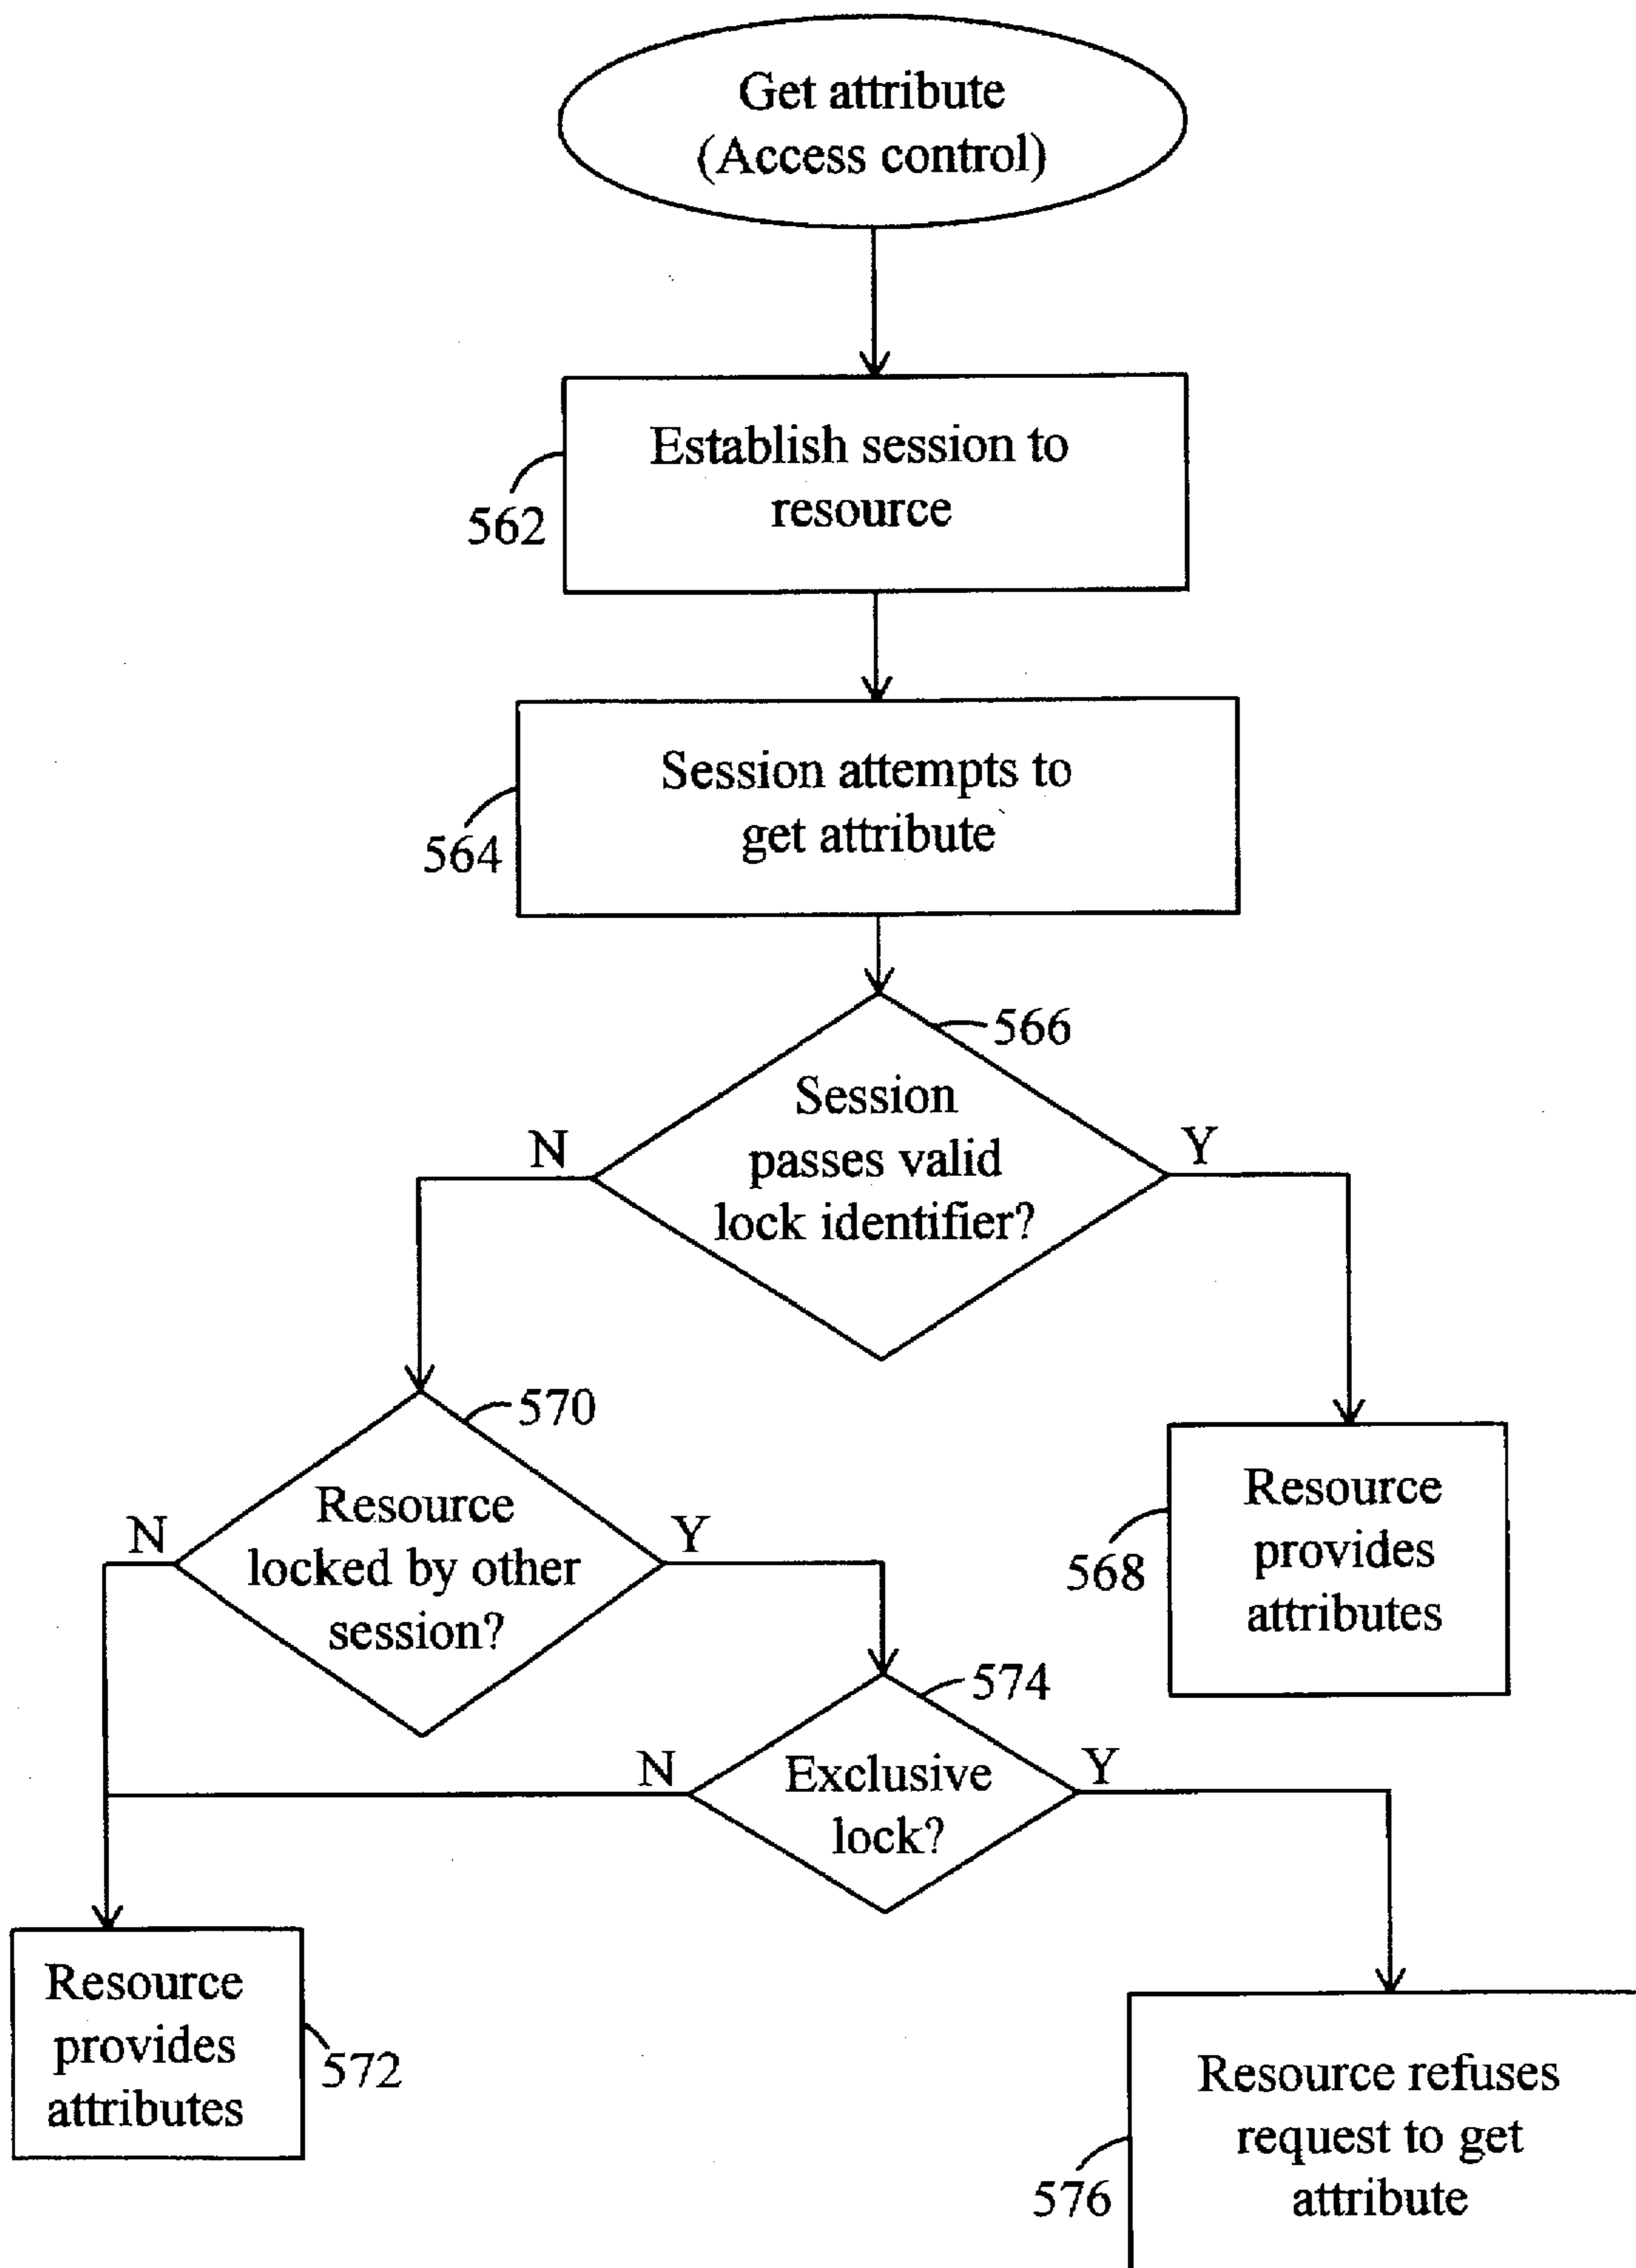 Get attribute
(Access control)
Establish session to
resource
562
Session attempts to
get attribute
564
566
Session
passes valid
lock identifier?
N
Y
570
Resource
locked by other
session?
N
Y
Resource
provides
attributes
568
574
Exclusive
lock?
N
Y
Resource
provides
attributes
572
Resource refuses
request to get
attribute
576